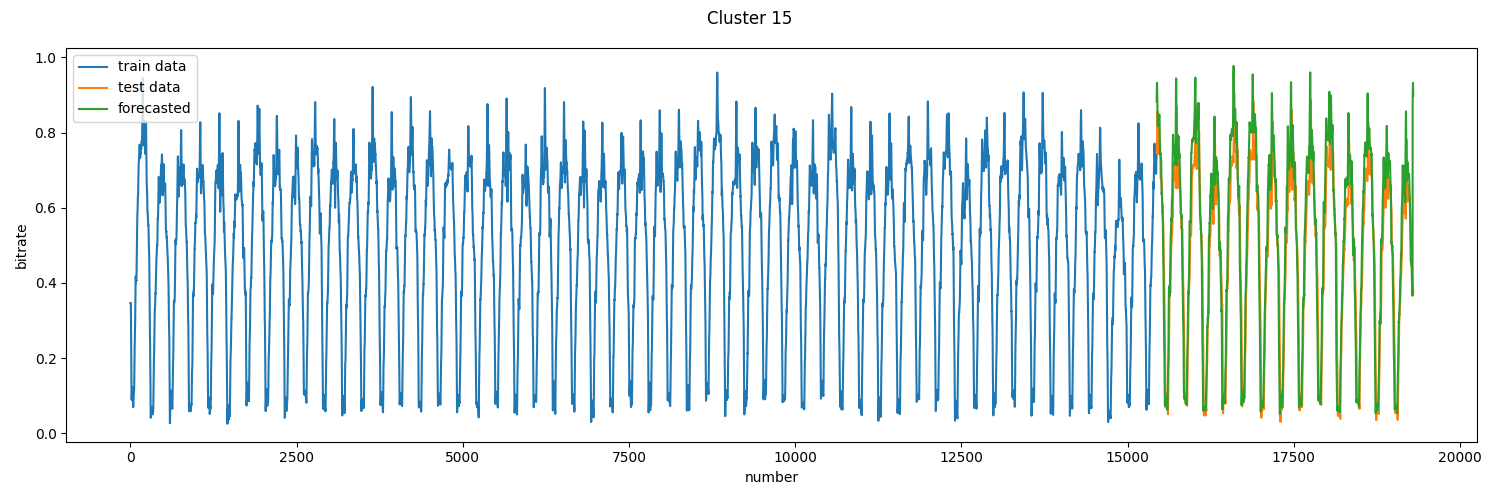 Cluster 15
train data
test data
forecasted
1.0
0.8
0.6
0.4
0.2
0.0
bitrate
0 2500 5000 7500 10000 12500 15000 17500 20000
number